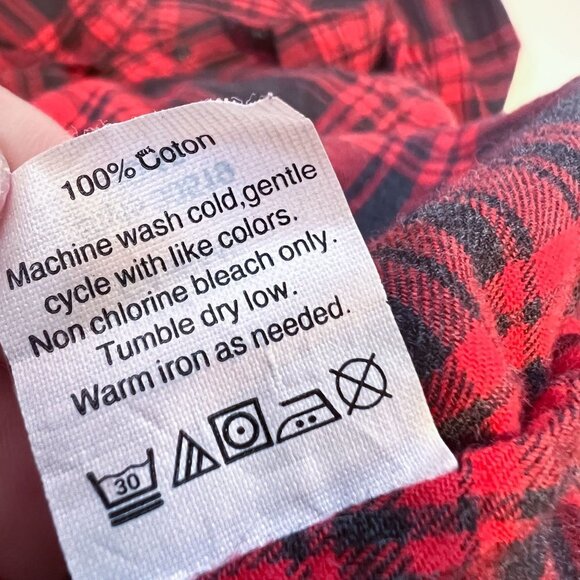 100% Coton
Machine wash cold,gentle
cycle with like colors.
Non chlorine bleach only.
Tumble dry low.
Warm iron as needed.
30